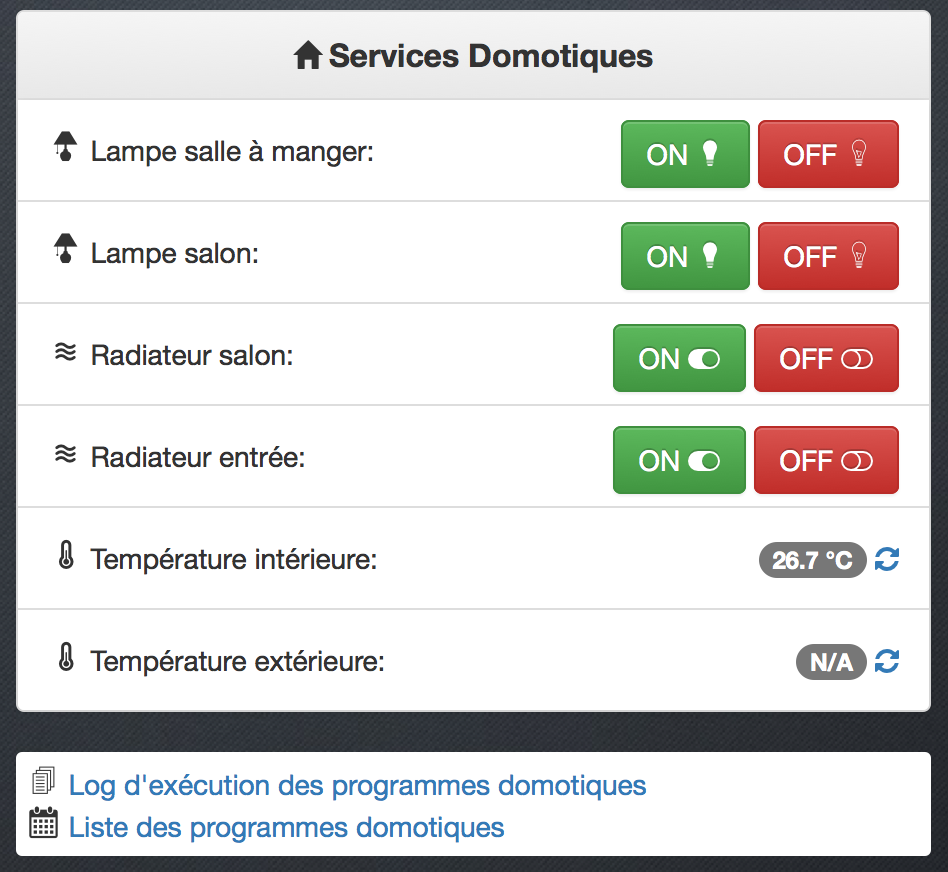 Services Domotiques
Lampe salle à manger: ON OFF
Lampe salon: ON OFF
Radiateur salon: ON OFF
Radiateur entrée: ON OFF
Température intérieure: 26.7 °C
Température extérieure: N/A
Log d'exécution des programmes domotiques
Liste des programmes domotiques